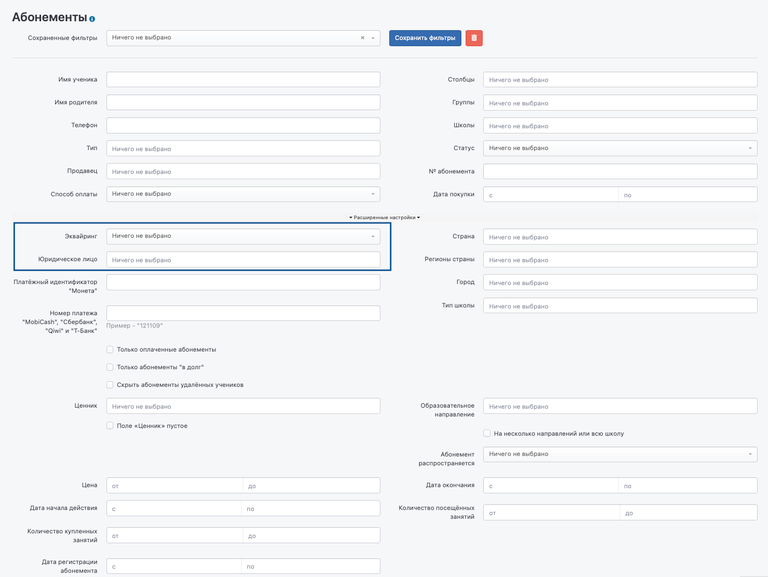 Абонементы
Сохраненные фильтры Ничего не выбрано × Сохранить фильтры
Имя ученика
Столбцы Ничего не выбрано
Имя родителя
Группы Ничего не выбрано
Телефон
Школы Ничего не выбрано
Тип Ничего не выбрано
Статус Ничего не выбрано
Продавец Ничего не выбрано
№ абонемента
Способ оплаты Ничего не выбрано
Дата покупки с по
Расширенные настройки
Эквайринг Ничего не выбрано
Страна Ничего не выбрано
Юридическое лицо Ничего не выбрано
Регионы страны Ничего не выбрано
Платёжный идентификатор
"Монета"
Город Ничего не выбрано
Тип школы Ничего не выбрано
Номер платежа
"MobiCash", "Сбербанк",
"Qiwi" и "Т-Банк"
Пример - "121109"
Только оплаченные абонементы
Только абонементы "в долг"
Скрыть абонементы удалённых учеников
Ценник Ничего не выбрано
Образовательное
направление
Ничего не выбрано
Поле «Ценник» пустое
На несколько направлений или всю школу
Абонемент
распространяется
Ничего не выбрано
Цена от до
Дата окончания с по
Дата начала действия с по
Количество посещённых
занятий
от до
Количество купленных
занятий
от до
Дата регистрации
абонемента
с по